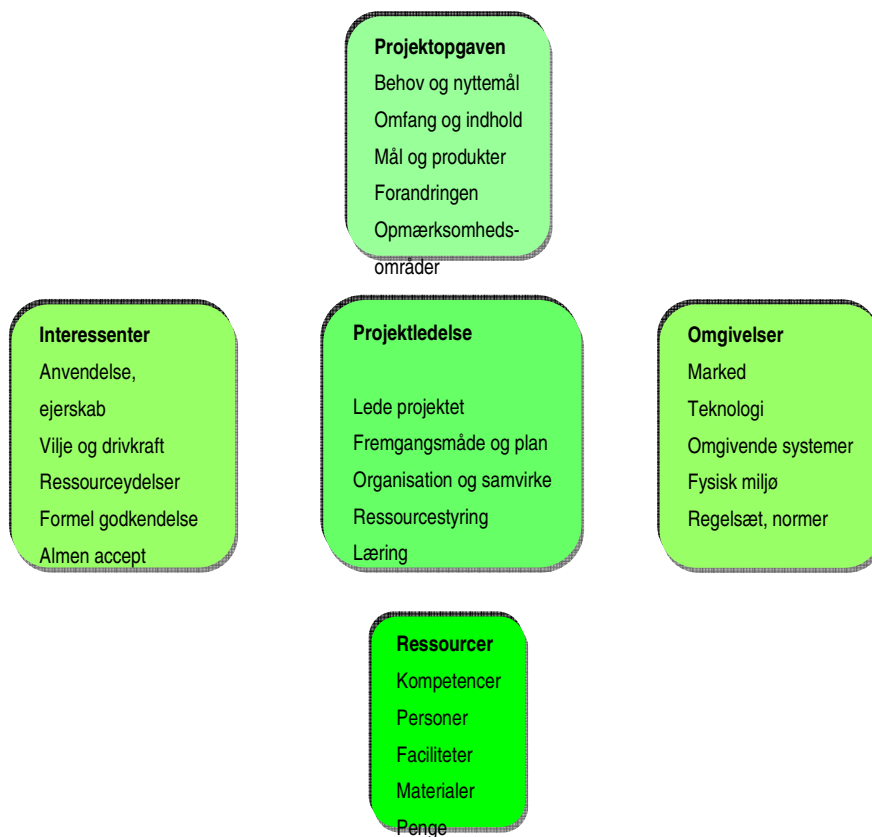 Projektopgaven
Behov og nyttemål
Omfang og indhold
Mål og produkter
Forandringen
Opmærksomheds-
områder
Interessenter
Anvendelse,
ejerskab
Vilje og drivkraft
Ressourceydelser
Formel godkendelse
Almen accept
Projektledelse
Lede projektet
Fremgangsmåde og plan
Organisation og samvirke
Ressourcestyring
Læring
Omgivelser
Marked
Teknologi
Omgivende systemer
Fysisk miljø
Regelsæt, normer
Ressourcer
Kompetencer
Personer
Faciliteter
Materialer
Penge